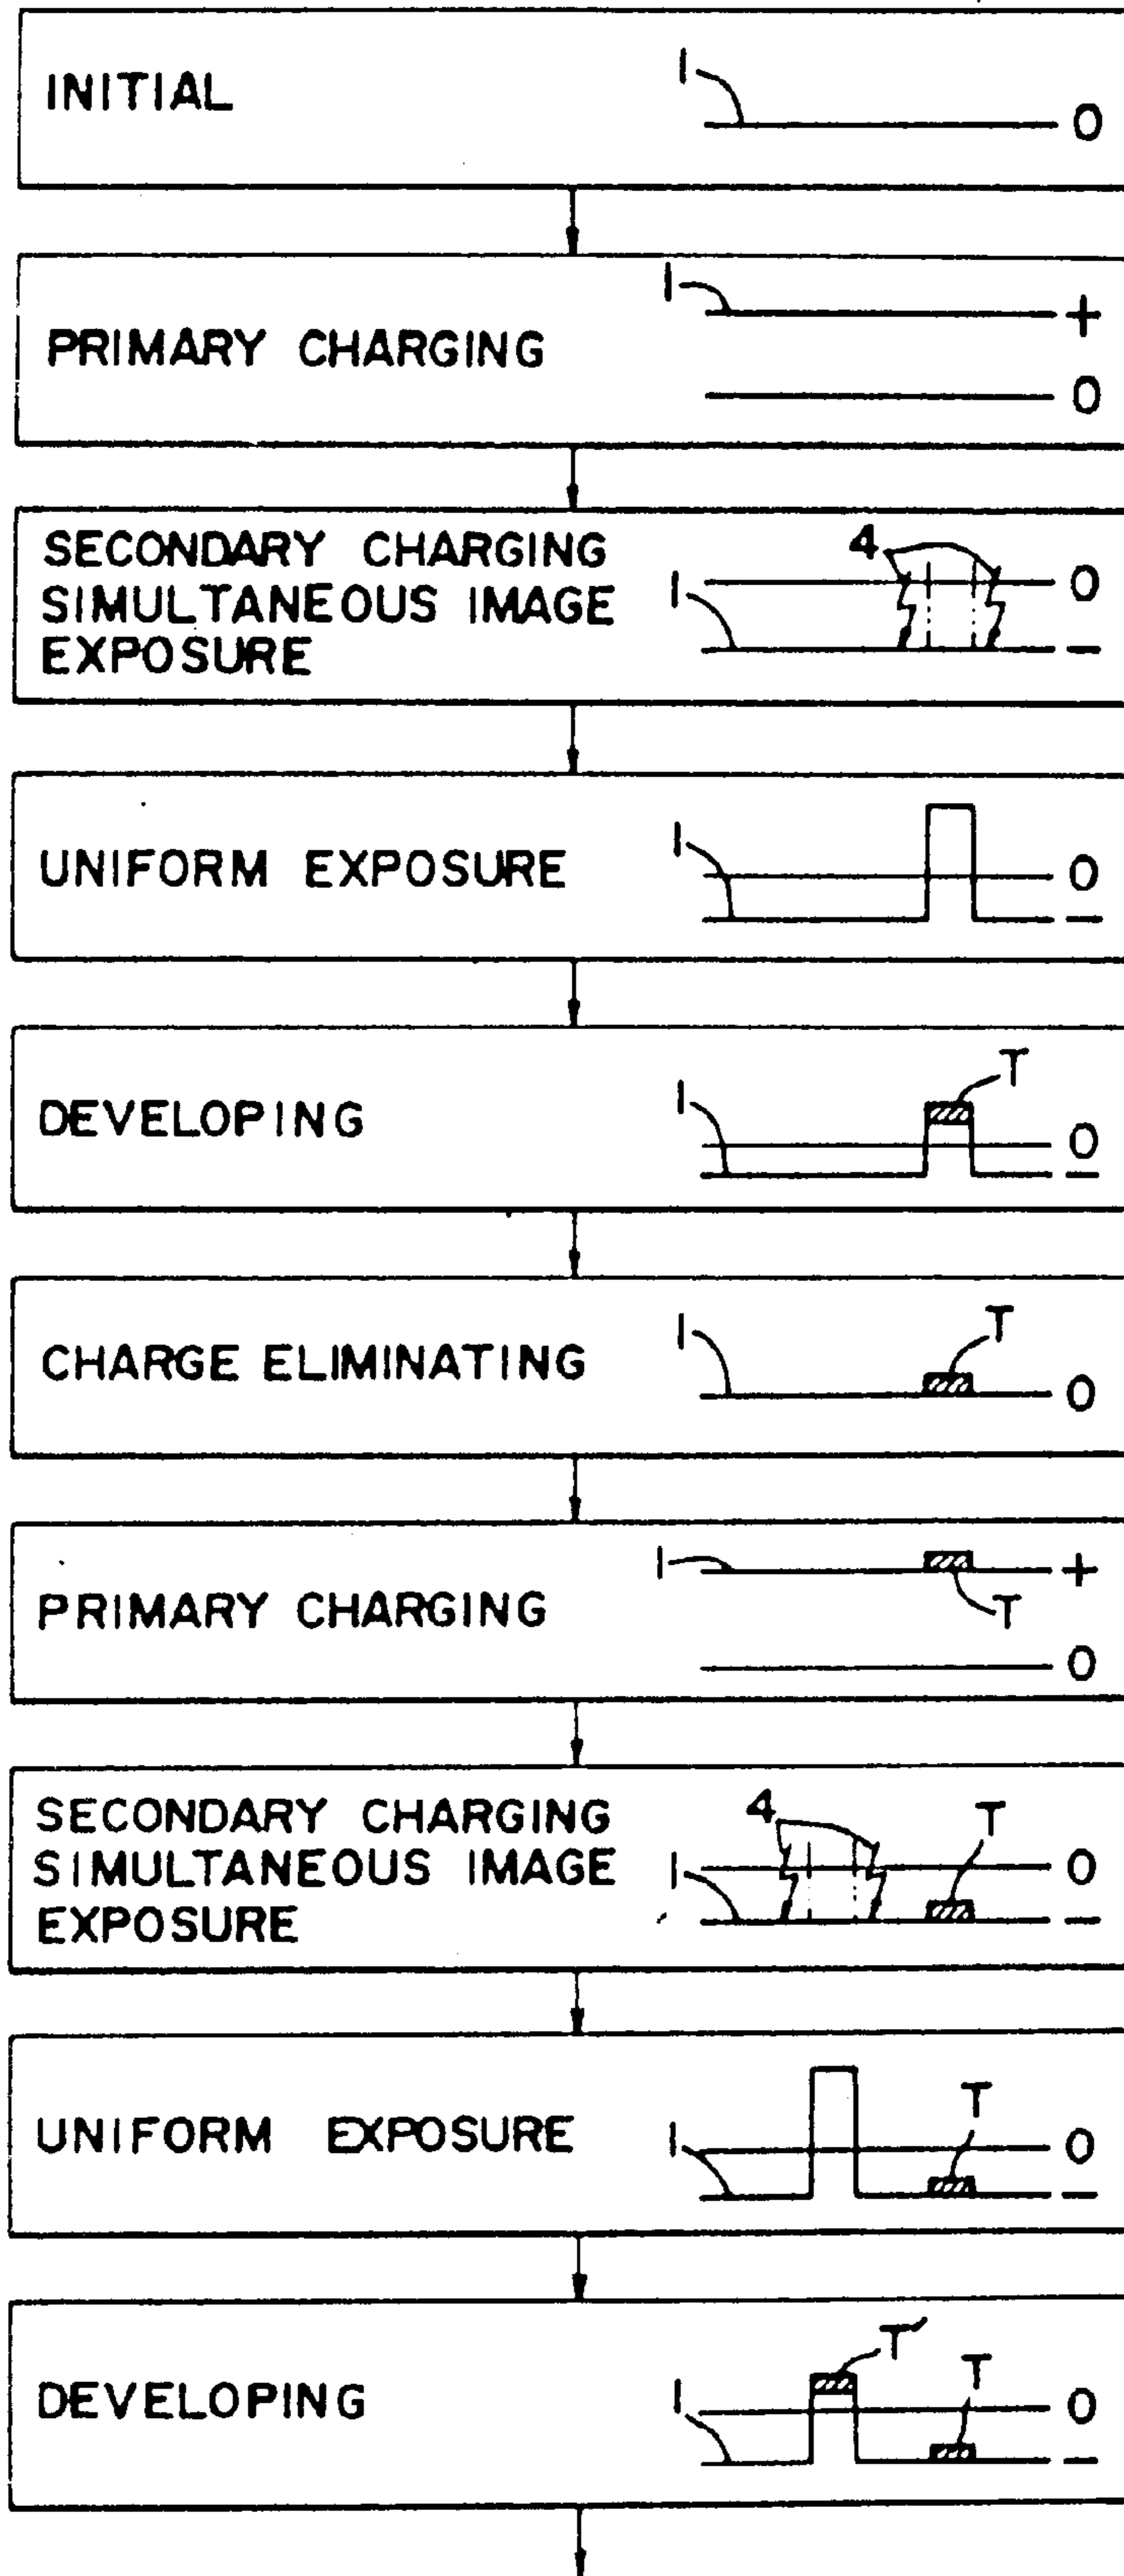 INITIAL
1
0
PRIMARY CHARGING
1
+
0
SECONDARY CHARGING
SIMULTANEOUS IMAGE
EXPOSURE
4
1
0
−
UNIFORM EXPOSURE
1
0
−
DEVELOPING
1
T
0
−
CHARGE ELIMINATING
1
T
0
PRIMARY CHARGING
1
+
T
0
SECONDARY CHARGING
SIMULTANEOUS IMAGE
EXPOSURE
4
T
1
0
−
UNIFORM EXPOSURE
1
T
0
−
DEVELOPING
1
T'
T
0
−